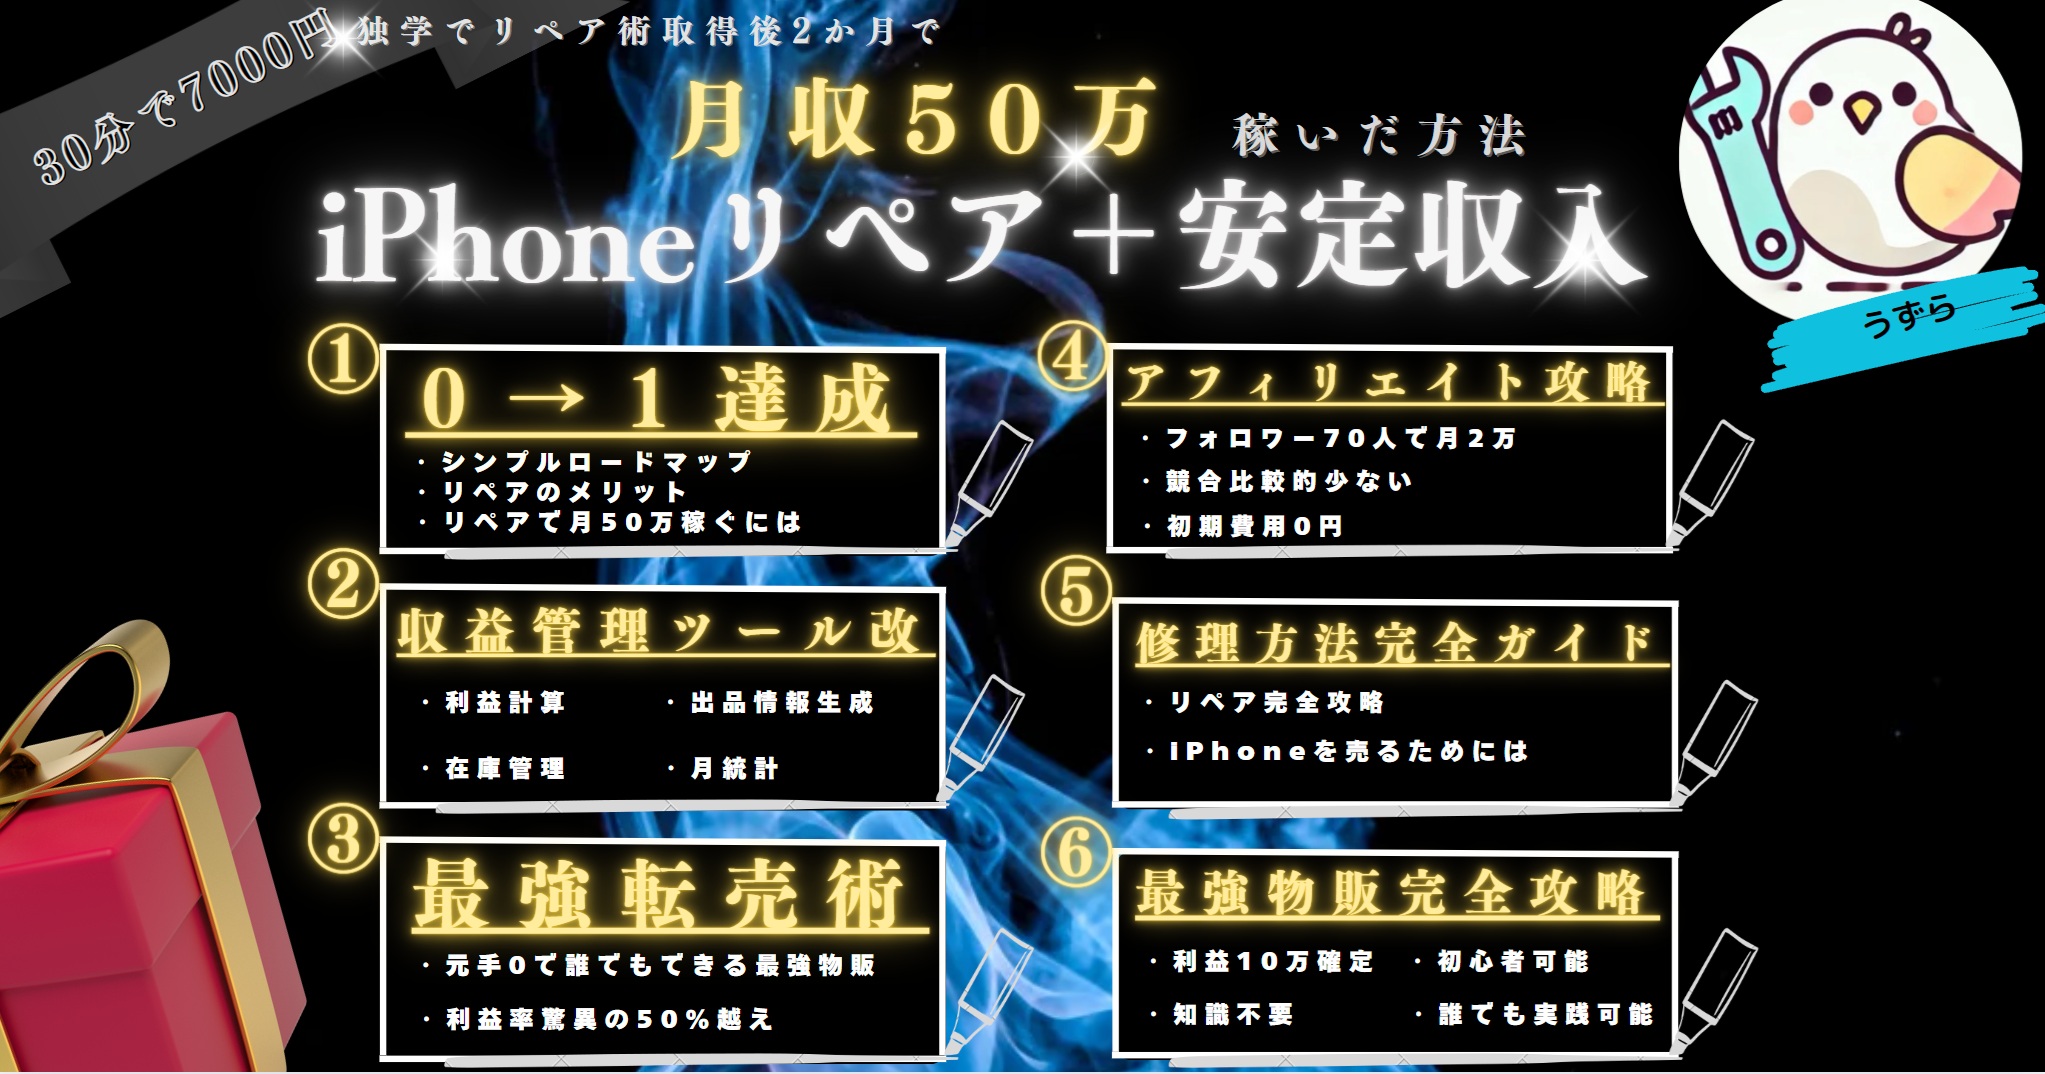 30分で7000円
独学でリペア術取得後2か月で
月収50万
稼いだ方法
iPhoneリペア＋安定収入
うずら
①
0→1達成
・シンプルロードマップ
・リペアのメリット
・リペアで月50万稼ぐには
②
収益管理ツール改
・利益計算
・出品情報生成
・在庫管理
・月統計
③
最強転売術
・元手0で誰でもできる最強物販
・利益率驚異の50%越え
④
アフィリエイト攻略
・フォロワー70人で月2万
・競合比較的少ない
・初期費用0円
⑤
修理方法完全ガイド
・リペア完全攻略
・iPhoneを売るためには
⑥
最強物販完全攻略
・利益10万確定
・初心者可能
・知識不要
・誰でも実践可能